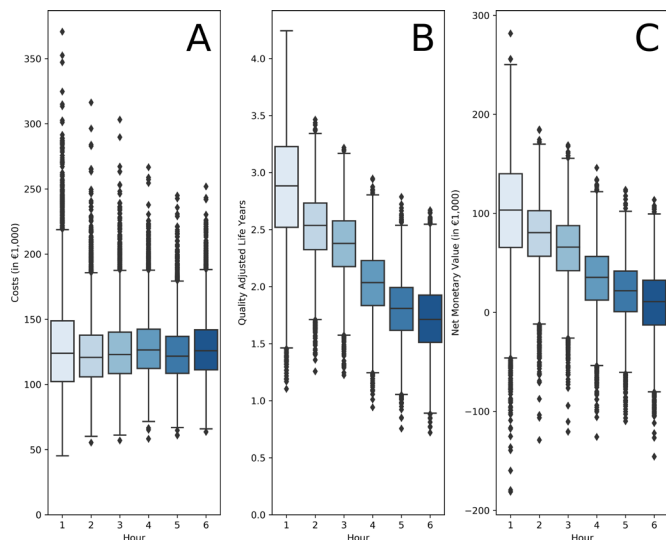 A
Costs (in €1,000)
350
300
250
200
150
100
50
0
1 2 3 4 5 6
Hour
B
Quality Adjusted Life Years
4.0
3.5
3.0
2.5
2.0
1.5
1.0
0.5
0.0
1 2 3 4 5 6
Hour
C
Net Monetary Value (in €1,000)
300
200
100
0
−100
−200
1 2 3 4 5 6
Hour